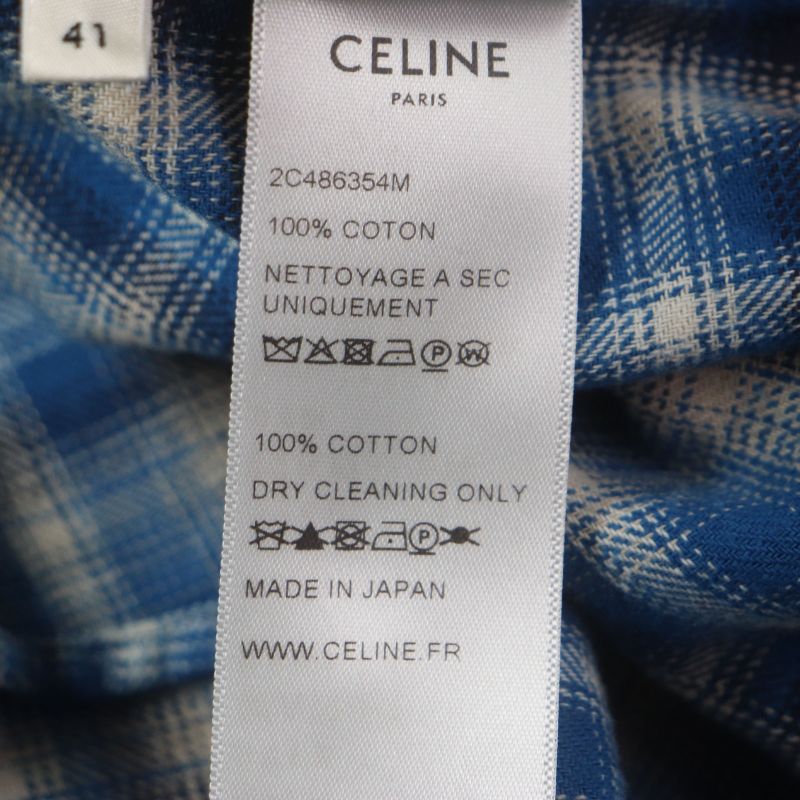 41
CELINE
PARIS
2C486354M
100% COTON
NETTOYAGE A SEC
UNIQUEMENT
P W
100% COTTON
DRY CLEANING ONLY
P
MADE IN JAPAN
WWW.CELINE.FR